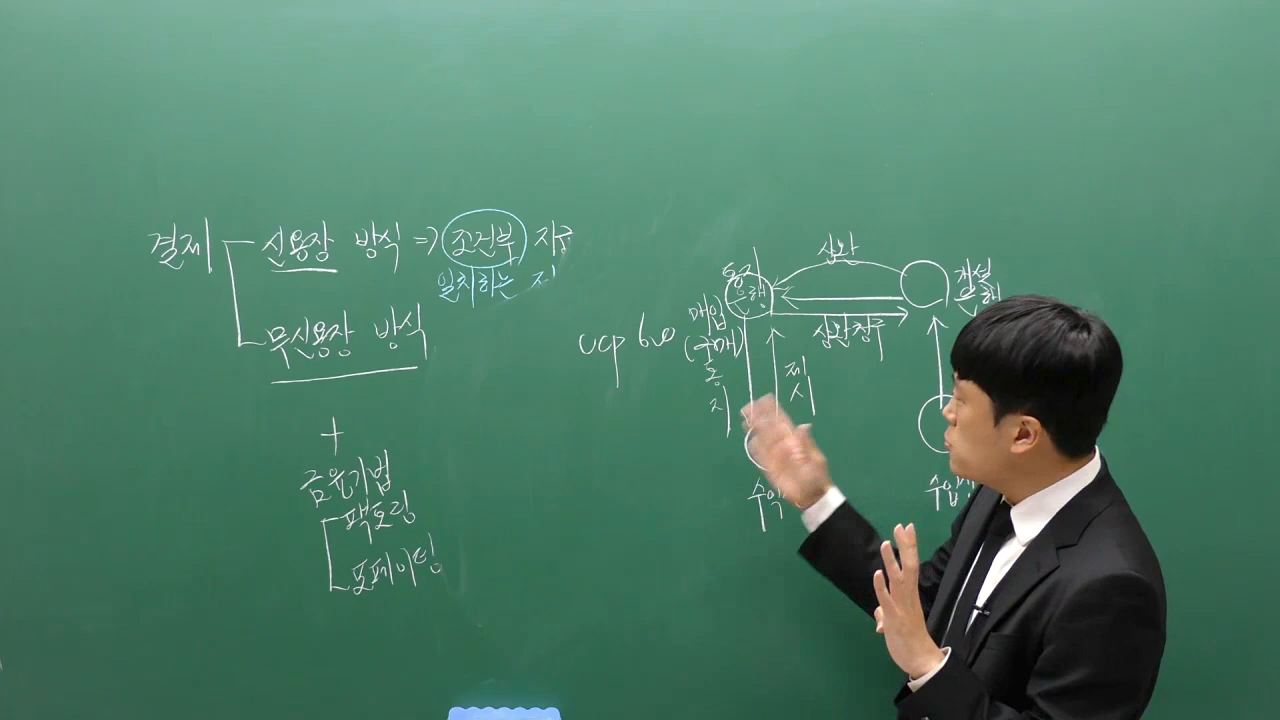 결제
신용장 방식 ⇒ 조건부 지급
일치하는
무신용장 방식
+
금융기법
팩토링
포페이팅
ucp 600
통지
은행
매입
(구매)
통
지
제
시
상환
상환청구
개설
은행
수익
수입